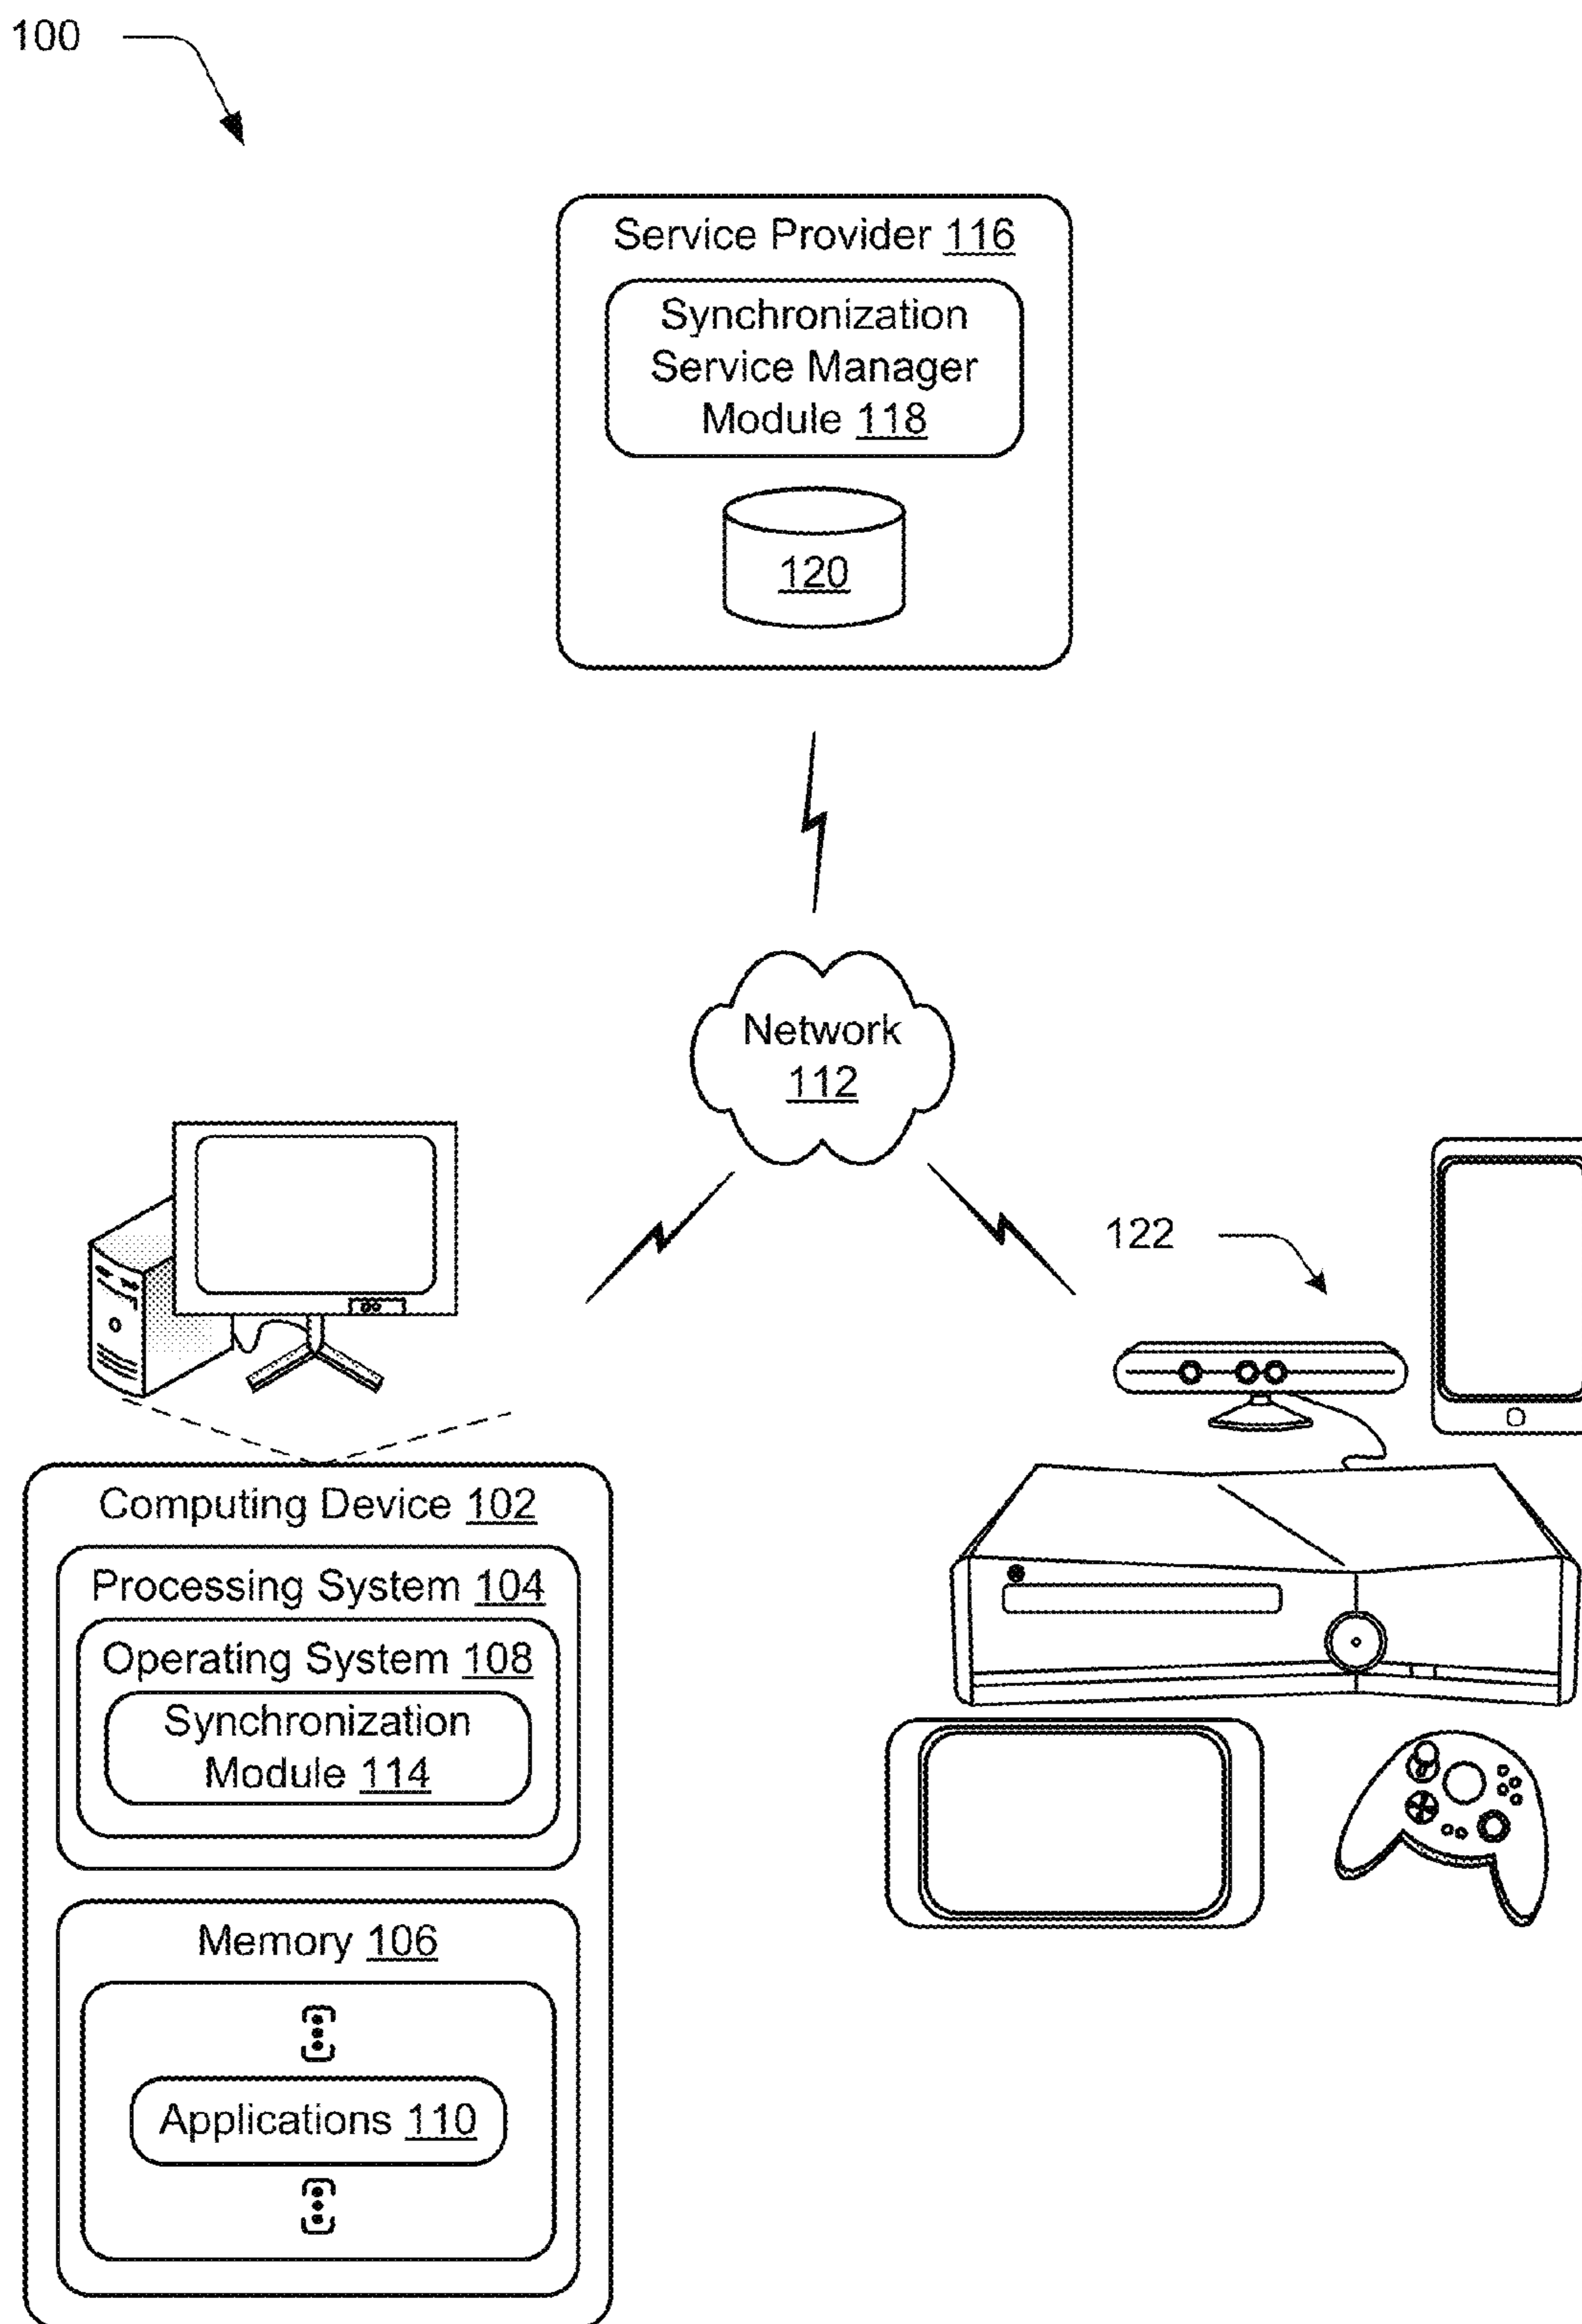 100
Service Provider 116
Synchronization
Service Manager
Module 118
120
Network
112
122
Computing Device 102
Processing System 104
Operating System 108
Synchronization
Module 114
Memory 106
Applications 110